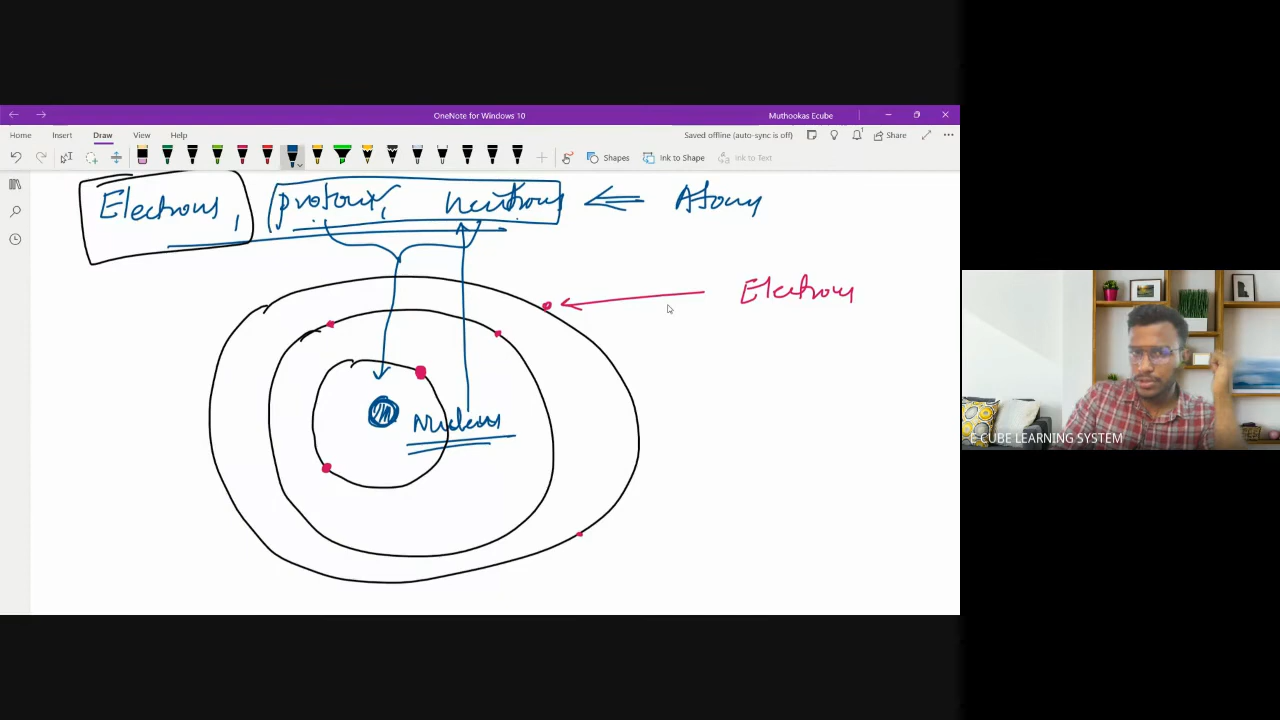 OneNote for Windows 10
Muthookas Ecube
Home Insert Draw View Help
Saved offline (auto-sync is off)
Share
Shapes
Ink to Shape
Ink to Text
Electrons, protons, neutrons Atoms
Electrons
Nucleus
E CUBE LEARNING SYSTEM